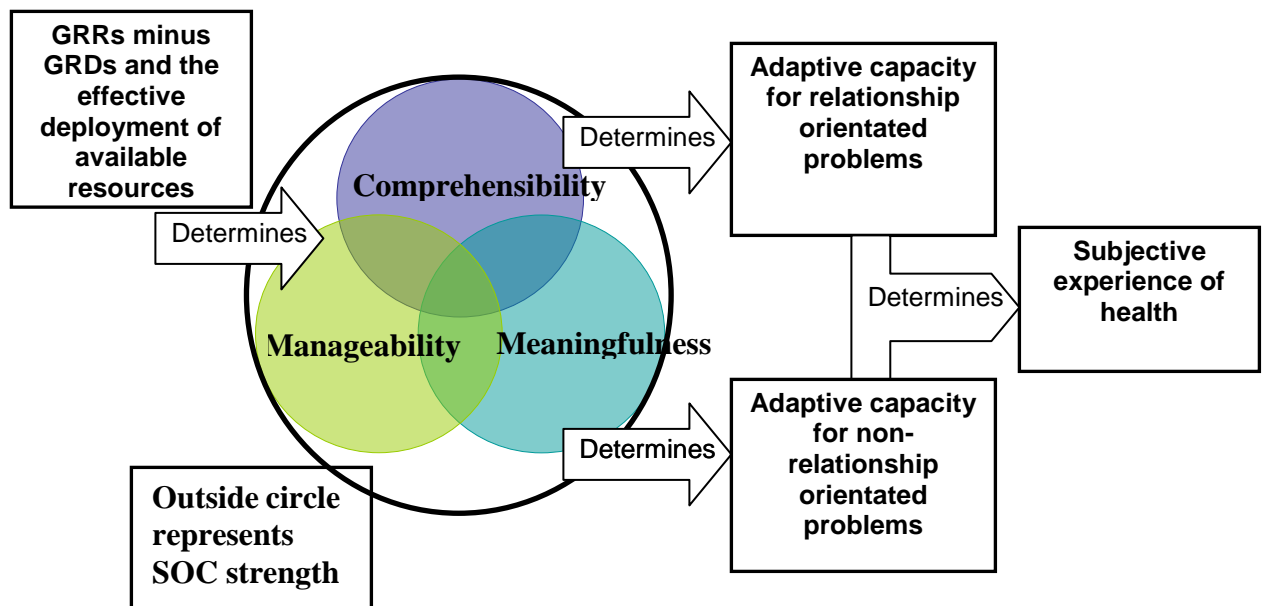 GRRs minus
GRDs and the
effective
deployment of
available
resources
Determines
Comprehensibility
Manageability
Meaningfulness
Outside circle
represents
SOC strength
Determines
Adaptive capacity
for relationship
orientated
problems
Determines
Adaptive capacity
for non-
relationship
orientated
problems
Determines
Subjective
experience of
health